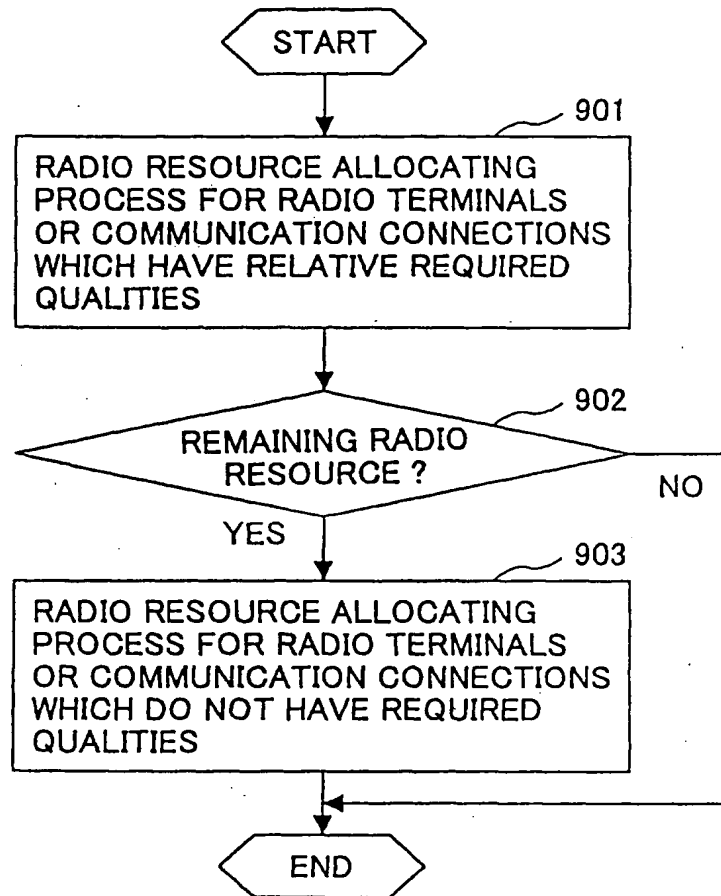 START
901
RADIO RESOURCE ALLOCATING
PROCESS FOR RADIO TERMINALS
OR COMMUNICATION CONNECTIONS
WHICH HAVE RELATIVE REQUIRED
QUALITIES
902
REMAINING RADIO
RESOURCE ?
NO
YES
903
RADIO RESOURCE ALLOCATING
PROCESS FOR RADIO TERMINALS
OR COMMUNICATION CONNECTIONS
WHICH DO NOT HAVE REQUIRED
QUALITIES
END